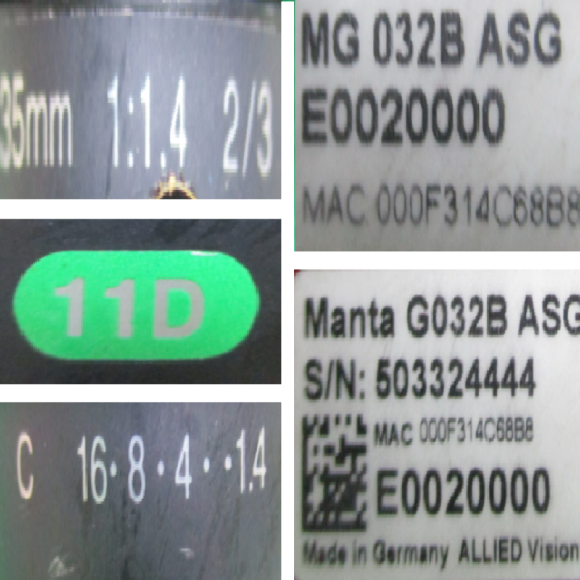 35mm 1:1.4 2/3
11D
C 16·8·4··1.4
MG 032B ASG
E0020000
MAC 000F314C68B8
Manta G032B ASG
S/N: 503324444
MAC 000F314C68B8
E0020000
Made in Germany ALLIED Vision